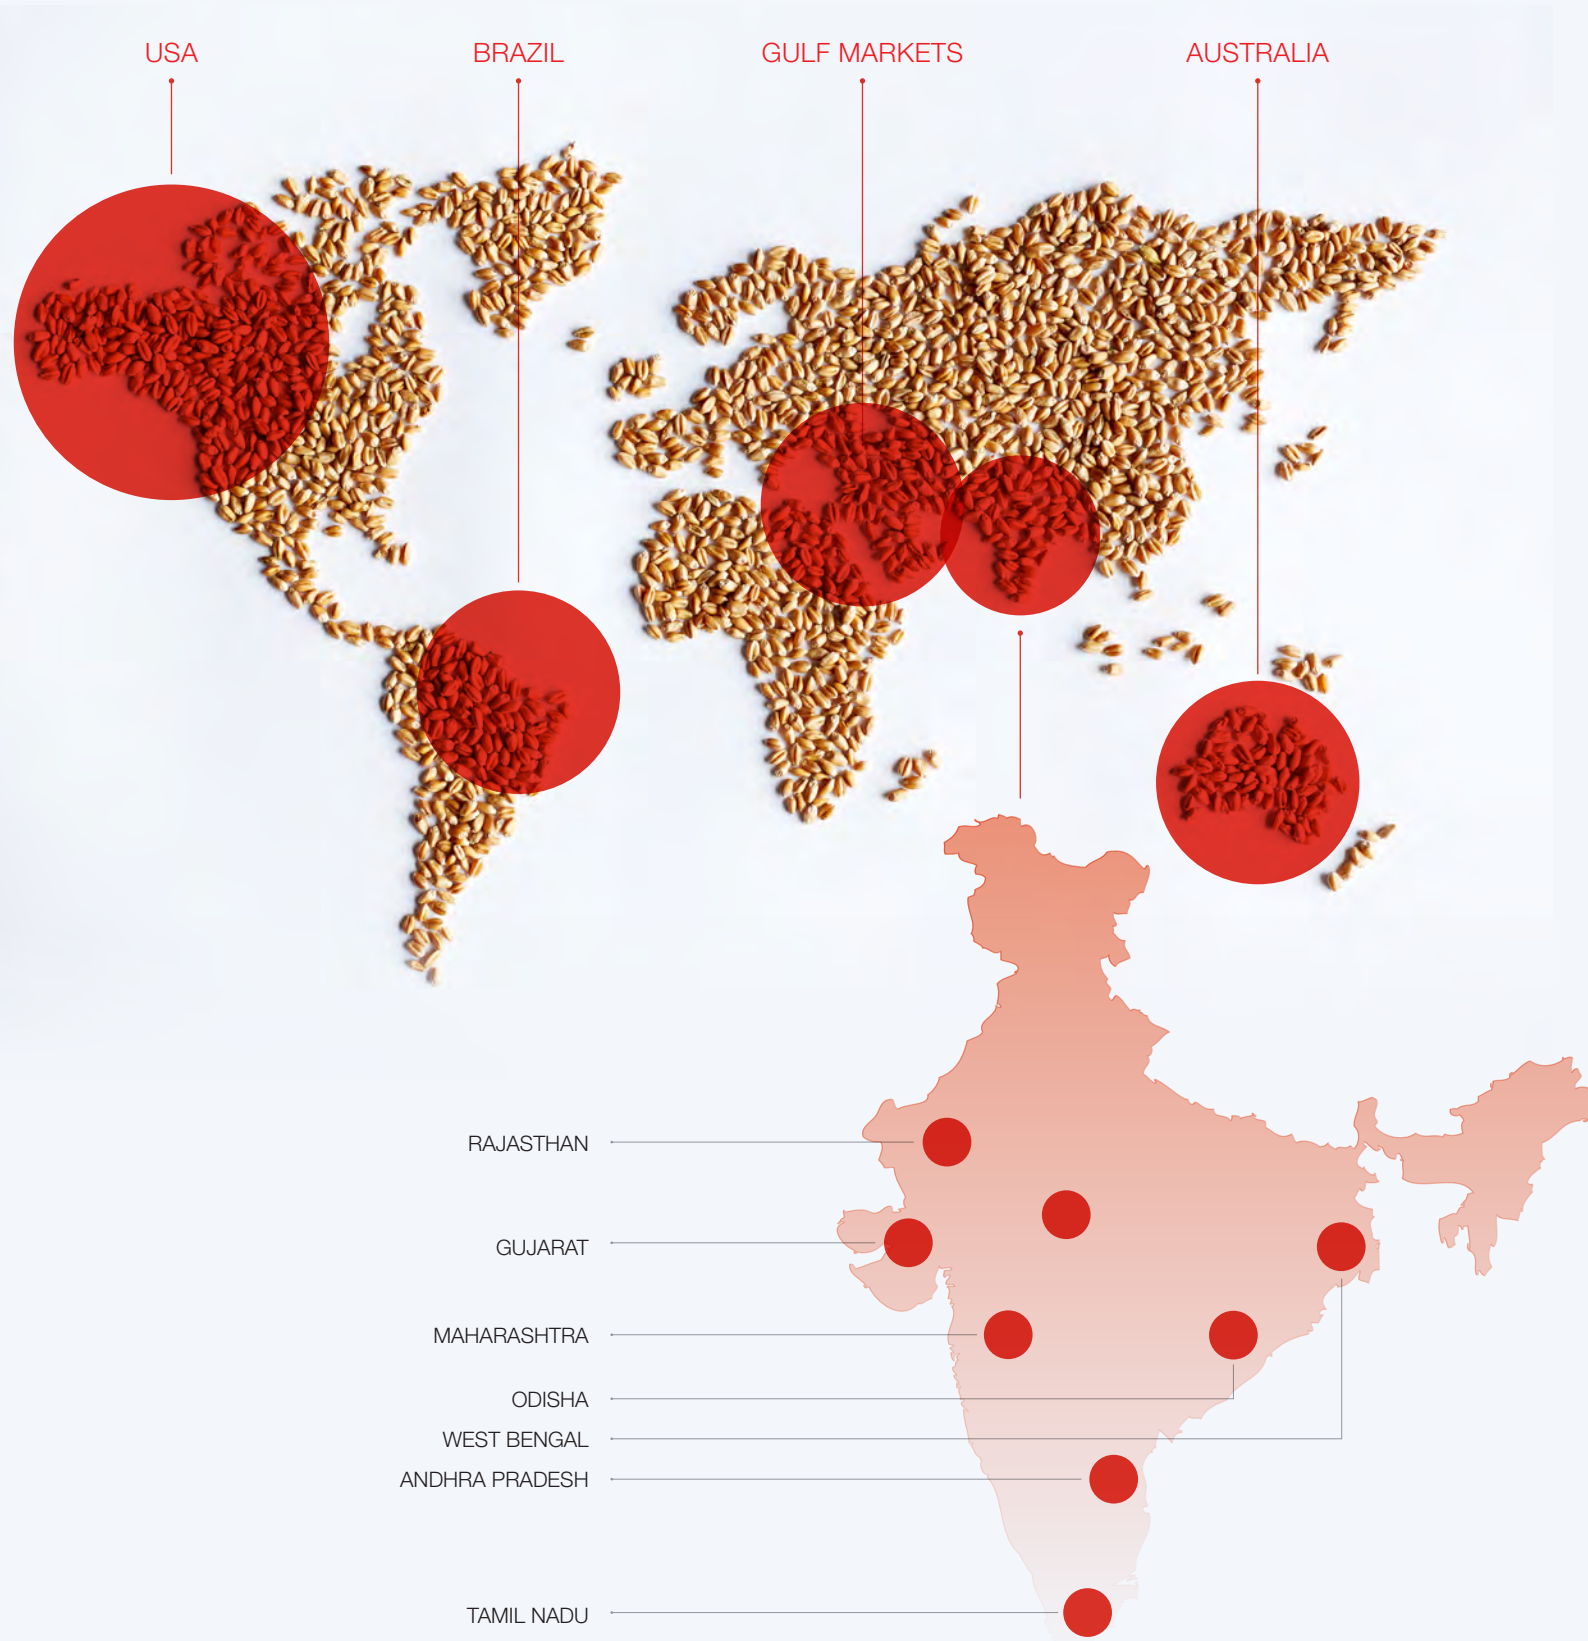 USA
BRAZIL
GULF MARKETS
AUSTRALIA
RAJASTHAN
GUJARAT
MAHARASHTRA
ODISHA
WEST BENGAL
ANDHRA PRADESH
TAMIL NADU